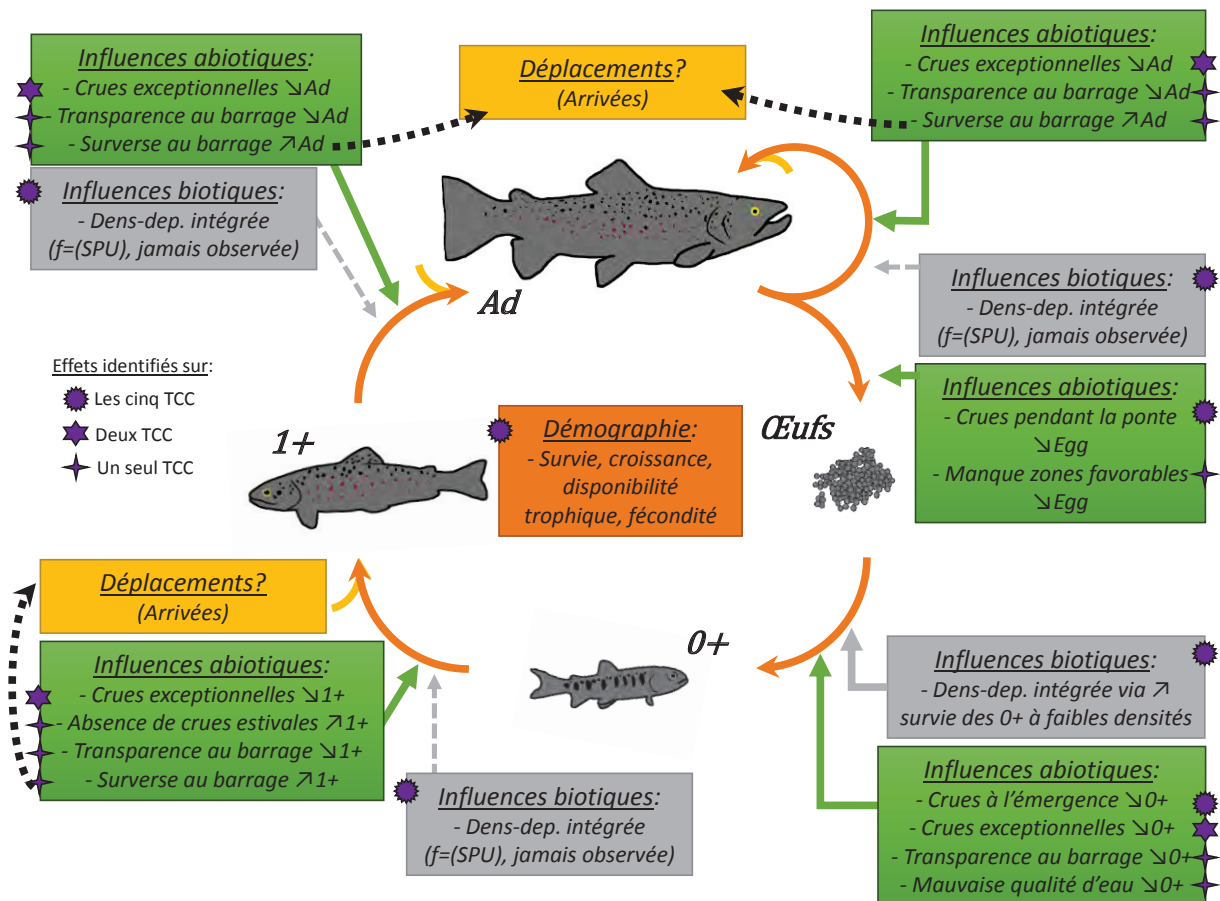 Influences abiotiques:
- Crues exceptionnelles ↘Ad
- Transparence au barrage ↘Ad
- Surverse au barrage ↗Ad
Influences biotiques:
- Dens-dep. intégrée
(f=(SPU), jamais observée)
Déplacements?
(Arrivées)
Influences abiotiques:
- Crues exceptionnelles ↘Ad
- Transparence au barrage ↘Ad
- Surverse au barrage ↗Ad
Influences biotiques:
- Dens-dep. intégrée
(f=(SPU), jamais observée)
Ad
Effets identifiés sur:
Les cinq TCC
Deux TCC
Un seul TCC
1+
Démographie:
- Survie, croissance,
disponibilité
trophique, fécondité
Œufs
Influences abiotiques:
- Crues pendant la ponte
↘Egg
- Manque zones favorables
↘Egg
Déplacements?
(Arrivées)
Influences abiotiques:
- Crues exceptionnelles ↘1+
- Absence de crues estivales ↗1+
- Transparence au barrage ↘1+
- Surverse au barrage ↗1+
Influences biotiques:
- Dens-dep. intégrée
(f=(SPU), jamais observée)
0+
Influences biotiques:
- Dens-dep. intégrée via ↗
survie des 0+ à faibles densités
Influences abiotiques:
- Crues à l'émergence ↘0+
- Crues exceptionnelles ↘0+
- Transparence au barrage ↘0+
- Mauvaise qualité d'eau ↘0+